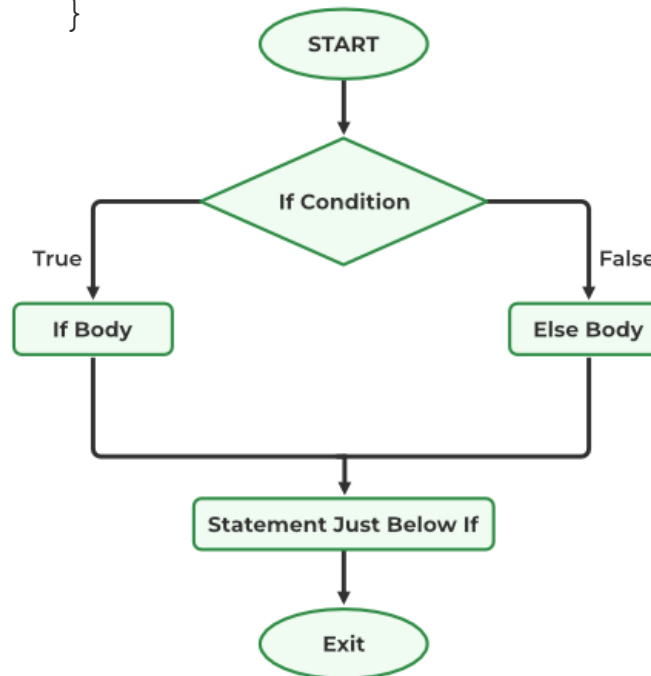 }
START
If Condition
True
False
If Body
Else Body
Statement Just Below If
Exit